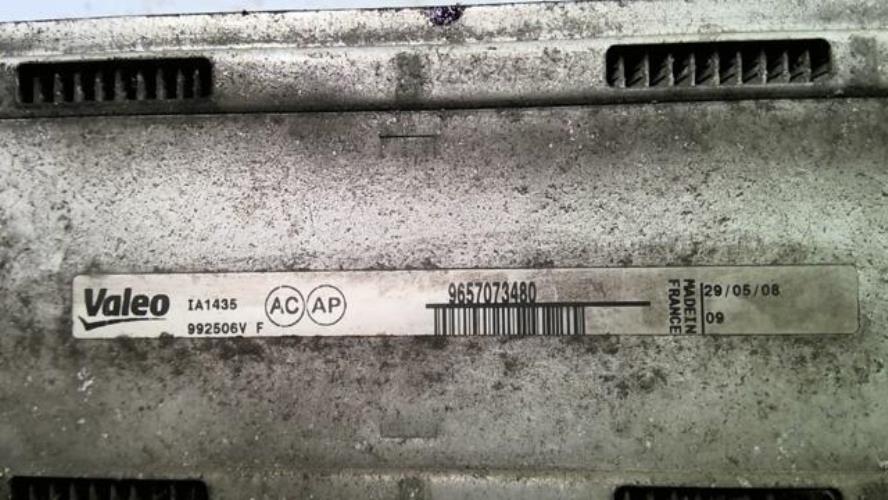 Valeo
IA1435
992506V F
AC AP
9657073480
MADE IN
FRANCE
29/05/08
09